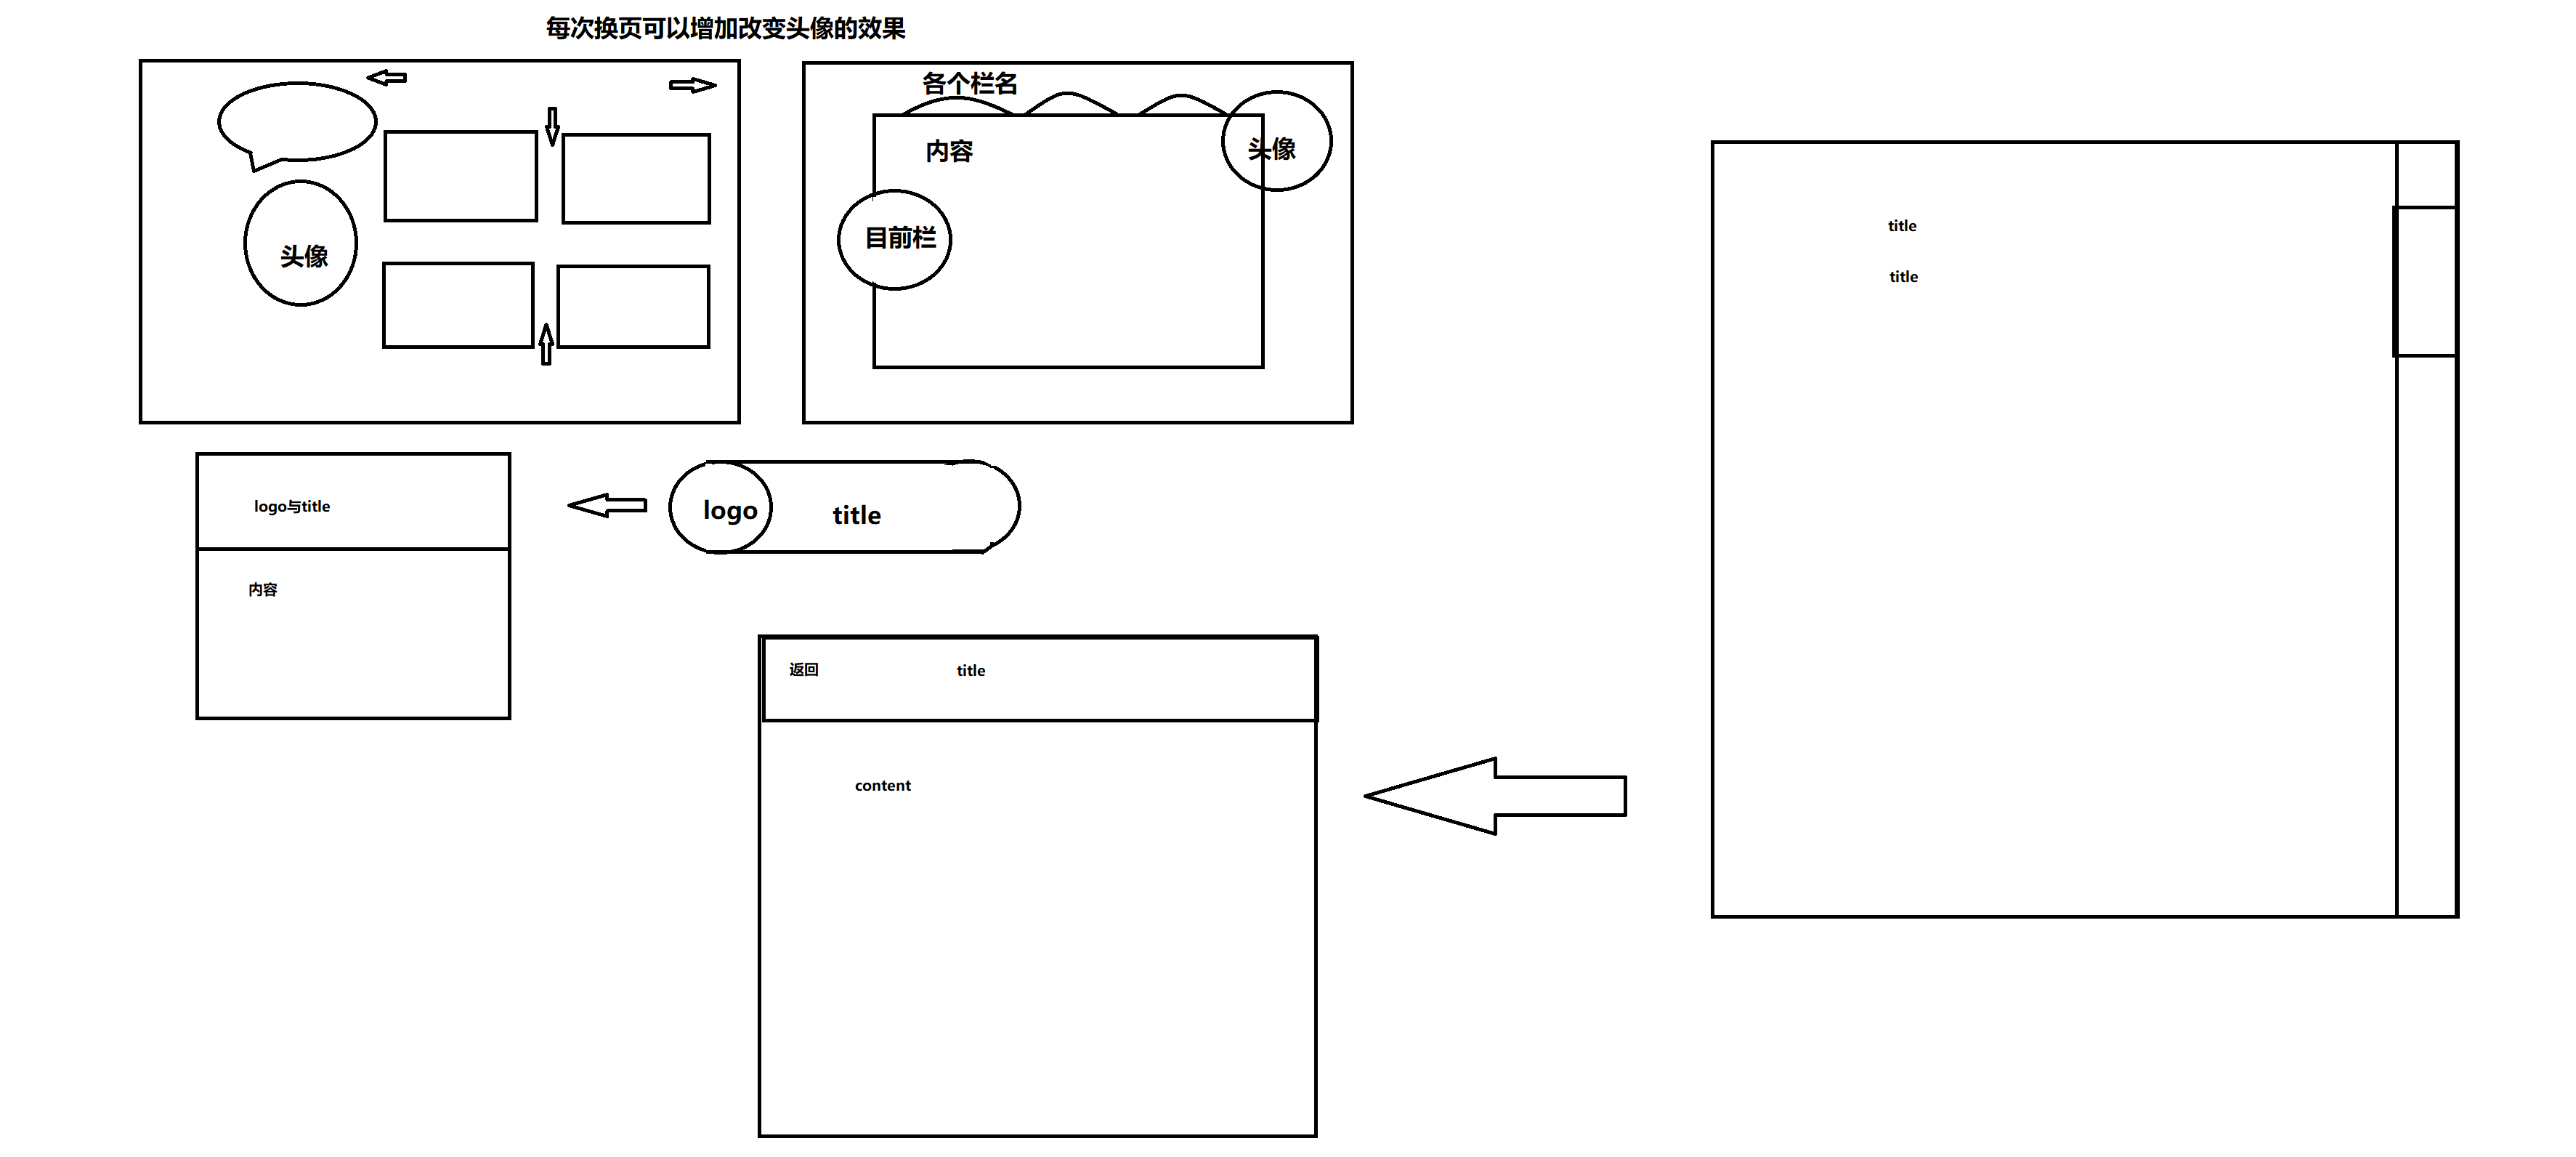 每次换页可以增加改变头像的效果
头像
各个栏名
内容
头像
目前栏
title
title
logo与title
内容
logo
title
返回
title
content